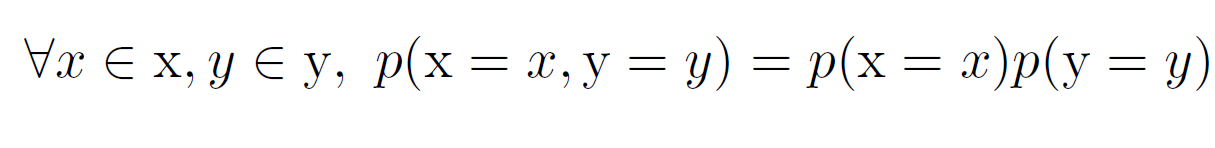 ∀x ∈ x, y ∈ y, p(x = x, y = y) = p(x = x)p(y = y)